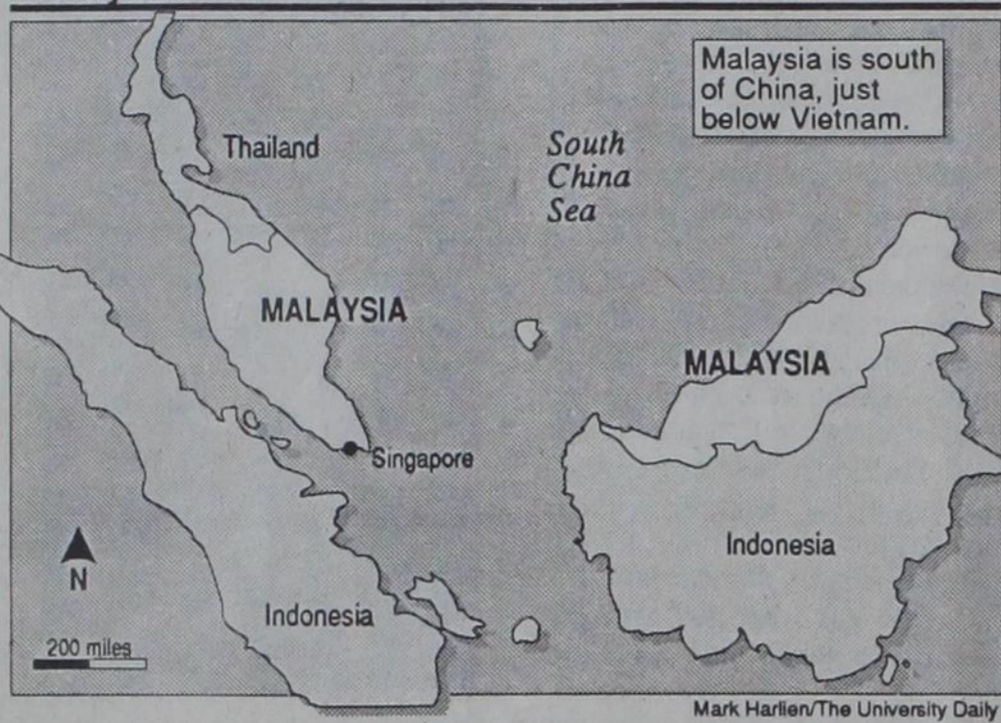 Malaysia is south
of China, just
below Vietnam.
Thailand
South
China
Sea
MALAYSIA
MALAYSIA
Singapore
Indonesia
N
Indonesia
200 miles
Mark Harlien/The University Daily